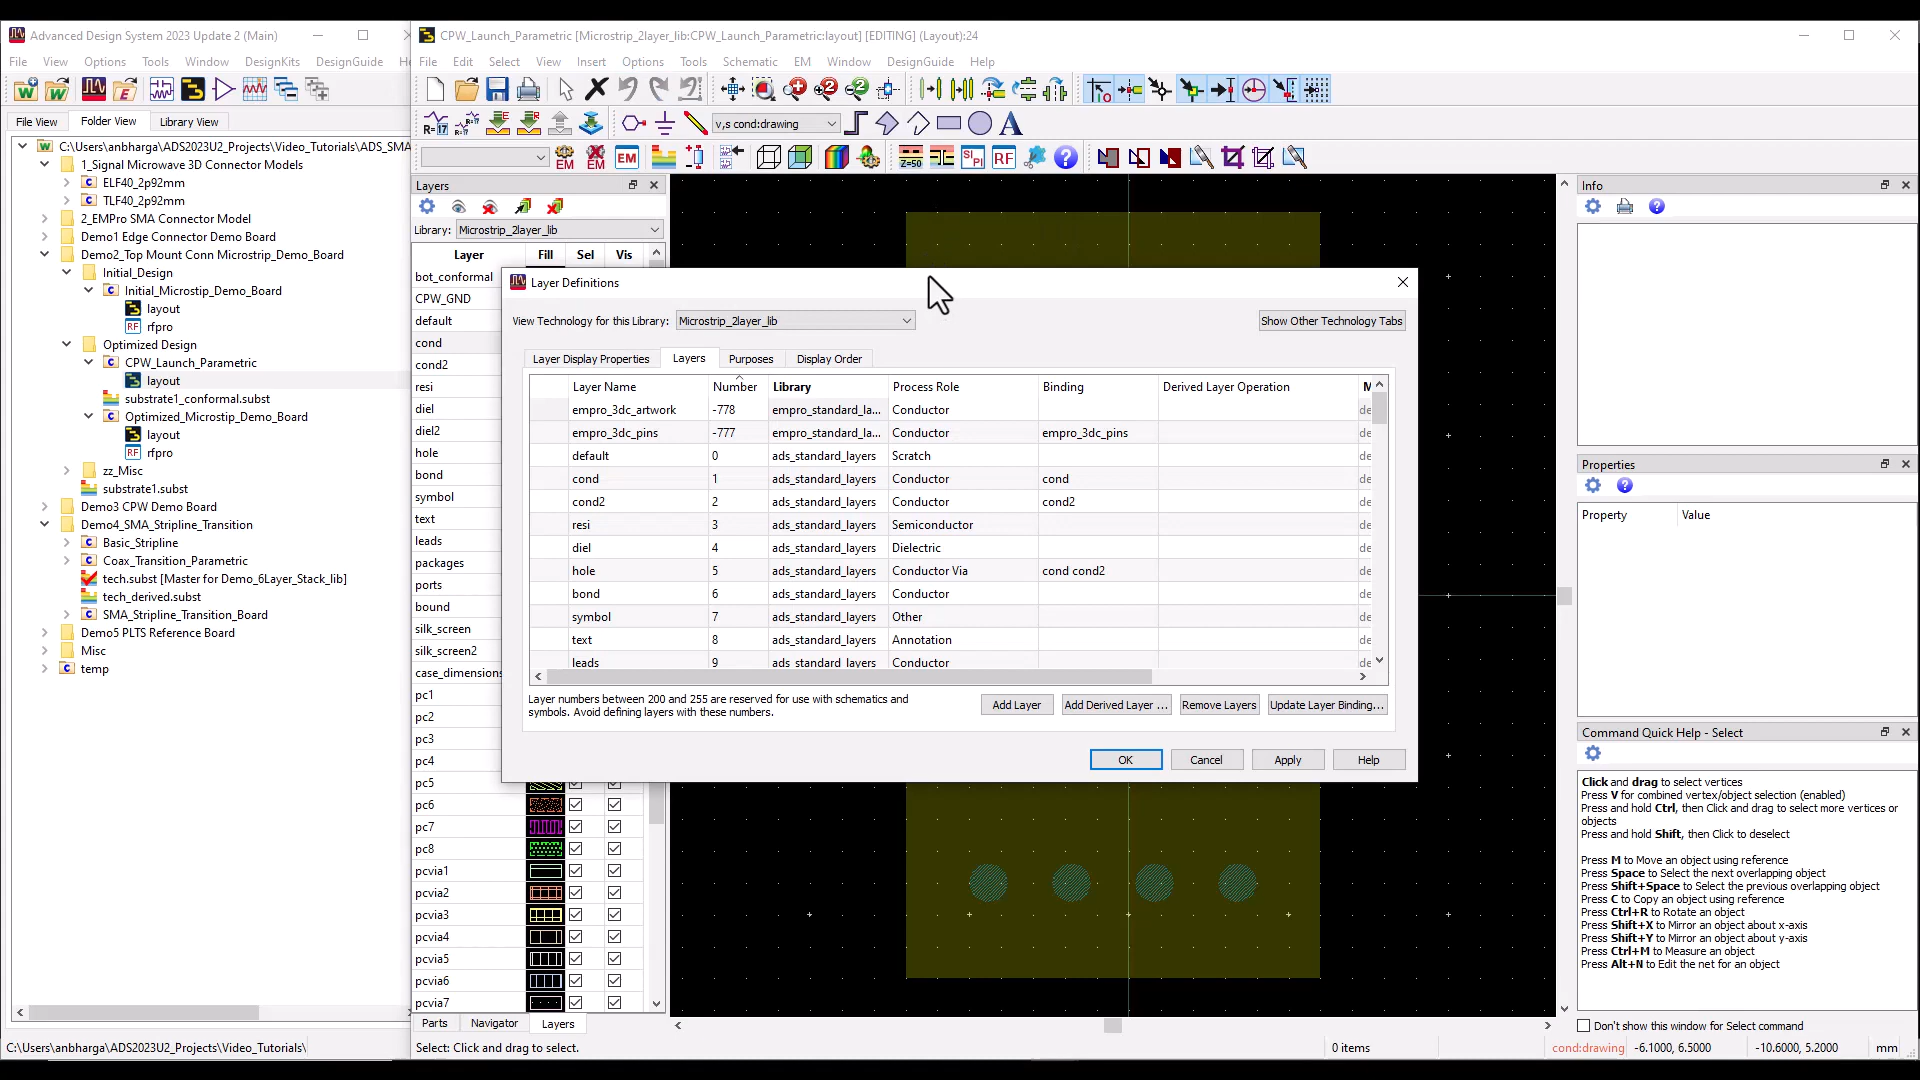 Advanced Design System 2023 Update 2 (Main)
File View Options Tools Window DesignKits DesignGuide He
File View Folder View Library View
C:\Users\anbharga\ADS2023U2_Projects\Video_Tutorials\ADS_SMA
1_Signal Microwave 3D Connector Models
ELF40_2p92mm
TLF40_2p92mm
2_EMPro SMA Connector Model
Demo1 Edge Connector Demo Board
Demo2_Top Mount Conn Microstrip_Demo_Board
Initial_Design
Initial_Microstip_Demo_Board
layout
rfpro
Optimized Design
CPW_Launch_Parametric
layout
substrate1_conformal.subst
Optimized_Microstip_Demo_Board
layout
rfpro
zz_Misc
substrate1.subst
Demo3 CPW Demo Board
Demo4_SMA_Stripline_Transition
Basic_Stripline
Coax_Transition_Parametric
tech.subst [Master for Demo_6Layer_Stack_lib]
tech_derived.subst
SMA_Stripline_Transition_Board
Demo5 PLTS Reference Board
Misc
temp
C:\Users\anbharga\ADS2023U2_Projects\Video_Tutorials\
CPW_Launch_Parametric [Microstrip_2layer_lib:CPW_Launch_Parametric:layout] [EDITING] (Layout):24
File Edit Select View Insert Options Tools Schematic EM Window DesignGuide Help
v,s cond:drawing
EM EM EM Z=50 SI PI RF
Layers
Library: Microstrip_2layer_lib
Layer Fill Sel Vis
bot_conformal
CPW_GND
default
cond
cond2
resi
diel
diel2
hole
bond
symbol
text
leads
packages
ports
bound
silk_screen
silk_screen2
case_dimensions
pc1
pc2
pc3
pc4
pc5
pc6
pc7
pc8
pcvia1
pcvia2
pcvia3
pcvia4
pcvia5
pcvia6
pcvia7
Parts Navigator Layers
Select: Click and drag to select.
0 items
cond:drawing -6.1000, 6.5000 -10.6000, 5.2000 mm
Layer Definitions
View Technology for this Library: Microstrip_2layer_lib
Show Other Technology Tabs
Layer Display Properties Layers Purposes Display Order
Layer Name Number Library Process Role Binding Derived Layer Operation M
empro_3dc_artwork -778 empro_standard_la... Conductor de
empro_3dc_pins -777 empro_standard_la... Conductor empro_3dc_pins de
default 0 ads_standard_layers Scratch de
cond 1 ads_standard_layers Conductor cond de
cond2 2 ads_standard_layers Conductor cond2 de
resi 3 ads_standard_layers Semiconductor de
diel 4 ads_standard_layers Dielectric de
hole 5 ads_standard_layers Conductor Via cond cond2 de
bond 6 ads_standard_layers Conductor de
symbol 7 ads_standard_layers Other de
text 8 ads_standard_layers Annotation de
leads 9 ads_standard_layers Conductor de
Layer numbers between 200 and 255 are reserved for use with schematics and
symbols. Avoid defining layers with these numbers.
Add Layer Add Derived Layer ... Remove Layers Update Layer Binding...
OK Cancel Apply Help
Info
Properties
Property Value
Command Quick Help - Select
Click and drag to select vertices
Press V for combined vertex/object selection (enabled)
Press and hold Ctrl, then Click and drag to select more vertices or
objects
Press and hold Shift, then Click to deselect
Press M to Move an object using reference
Press Space to Select the next overlapping object
Press Shift+Space to Select the previous overlapping object
Press C to Copy an object using reference
Press Ctrl+R to Rotate an object
Press Shift+X to Mirror an object about x-axis
Press Shift+Y to Mirror an object about y-axis
Press Ctrl+M to Measure an object
Press Alt+N to Edit the net for an object
Don't show this window for Select command